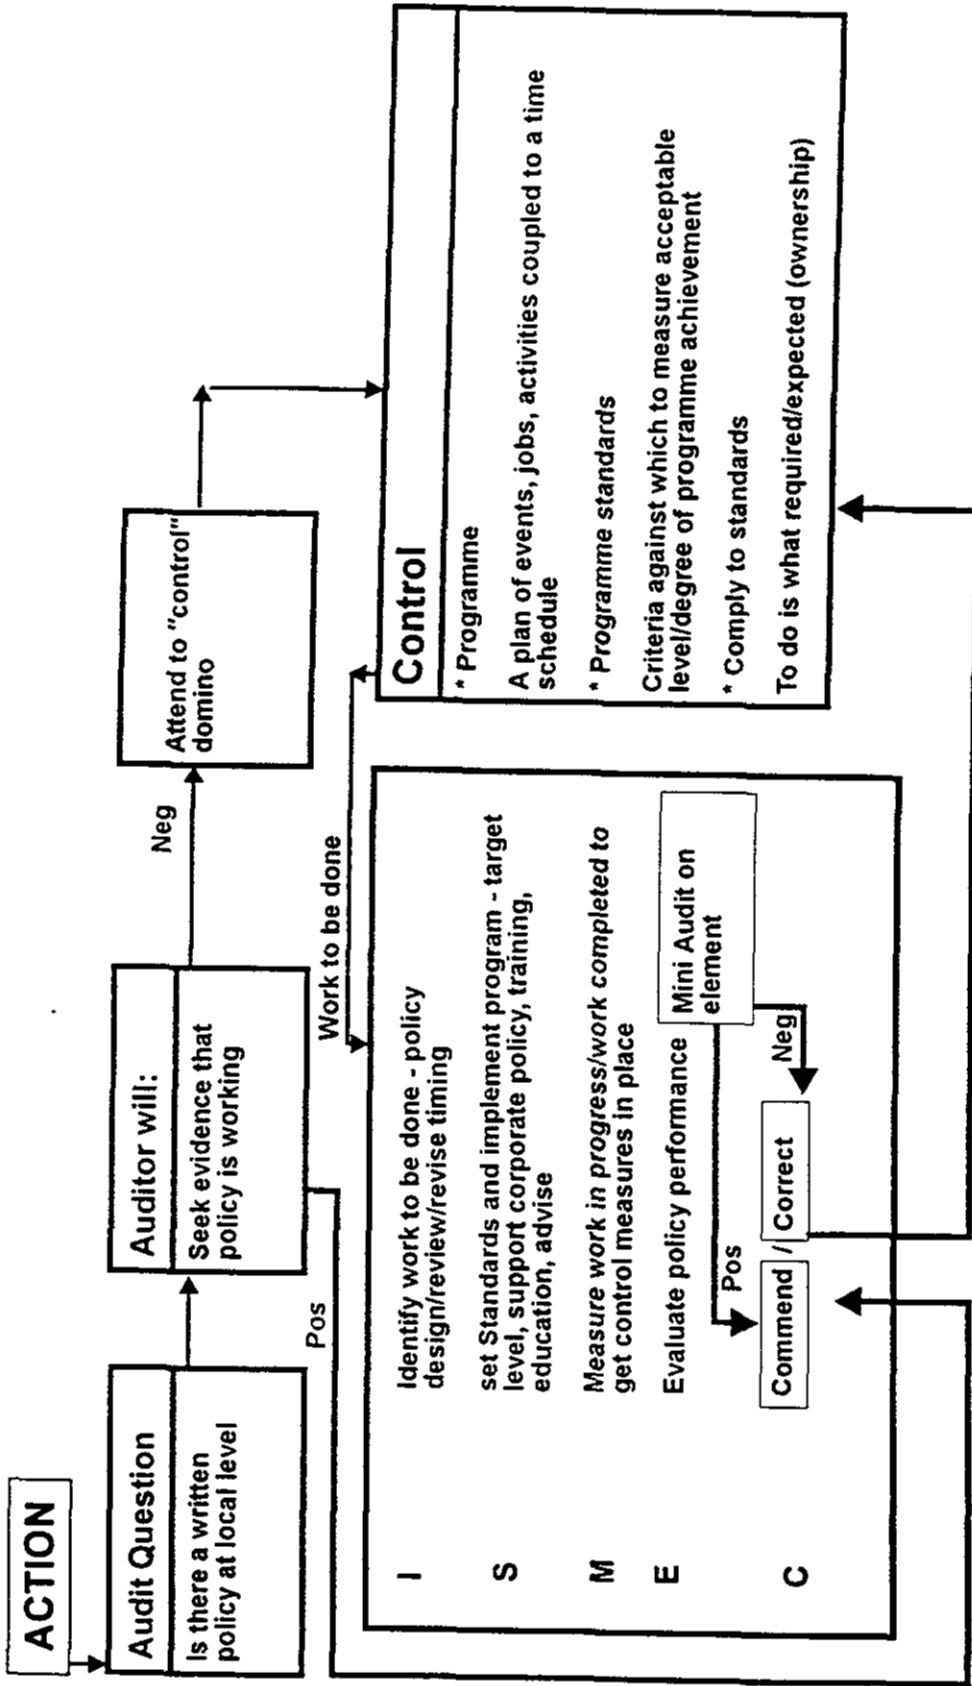 ACTION
Audit Question
Is there a written
policy at local level
Auditor will:
Seek evidence that
policy is working
Neg
Attend to "control"
domino
Pos
Work to be done
I
Identify work to be done - policy
design/review/revise timing
S
set Standards and implement program - target
level, support corporate policy, training,
education, advise
M
Measure work in progress/work completed to
get control measures in place
E
Evaluate policy performance
Mini Audit on
element
Pos
Neg
C
Commend / Correct
Control
* Programme
A plan of events, jobs, activities coupled to a time
schedule
* Programme standards
Criteria against which to measure acceptable
level/degree of programme achievement
* Comply to standards
To do is what required/expected (ownership)